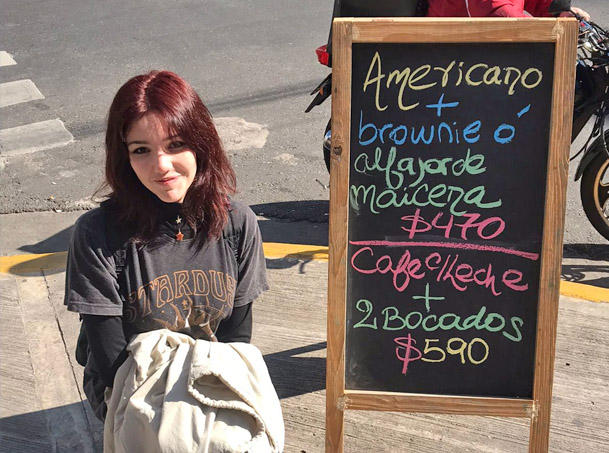 STARDUS
Americano
+
brownie ó
alfajor de
maicena
$470
Cafe c/leche
+
2 Bocados
$590